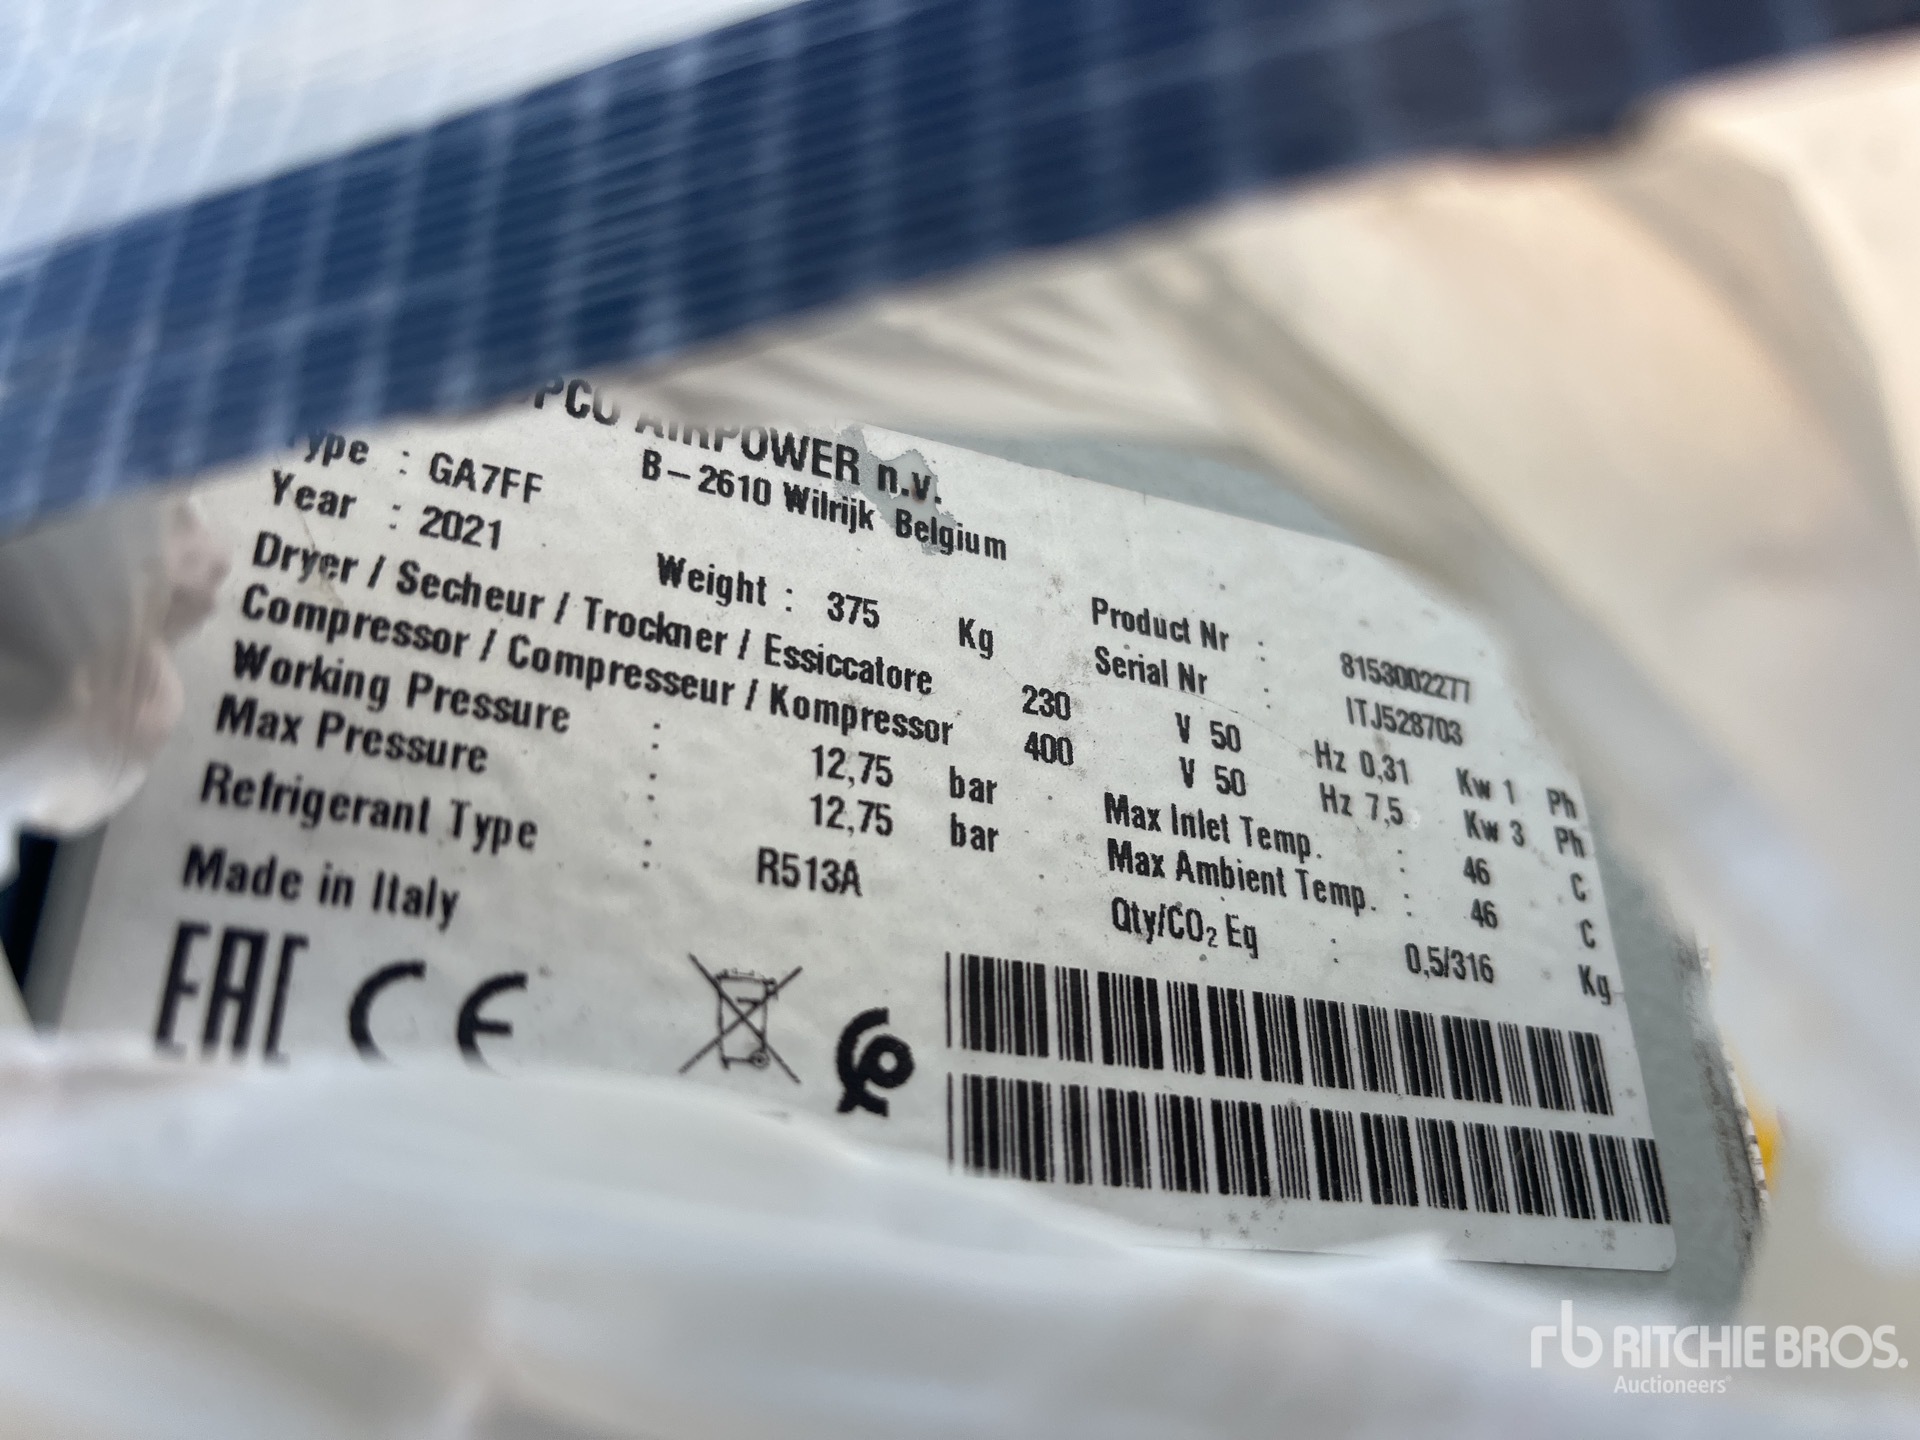 PCO AIRPOWER n.v.
B-2610 Wilrijk Belgium
Type : GA7FF
Year : 2021
Weight : 375 Kg
Product Nr : 8153002277
Serial Nr : ITJ528703
Dryer / Secheur / Trockner / Essiccatore 230 V 50 Hz 0,31 Kw 1 Ph
Compressor / Compresseur / Kompressor 400 V 50 Hz 7,5 Kw 3 Ph
Working Pressure : 12,75 bar
Max Inlet Temp. : 46 C
Max Pressure : 12,75 bar
Max Ambient Temp. : 46 C
Refrigerant Type : R513A
Qty/CO₂ Eq : 0,5/316 Kg
Made in Italy
EAC CE
rb RITCHIE BROS.
Auctioneers